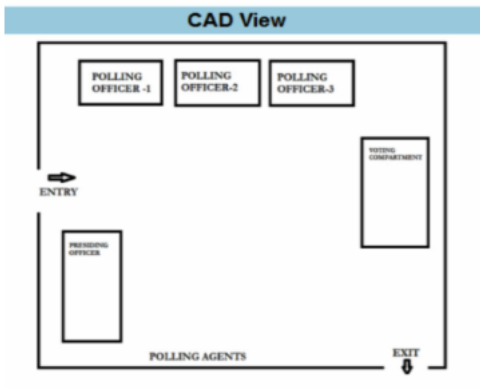 CAD View
POLLING
OFFICER -1
POLLING
OFFICER-2
POLLING
OFFICER-3
VOTING
COMPARTMENT
ENTRY
PRESIDING
OFFICER
POLLING AGENTS
EXIT